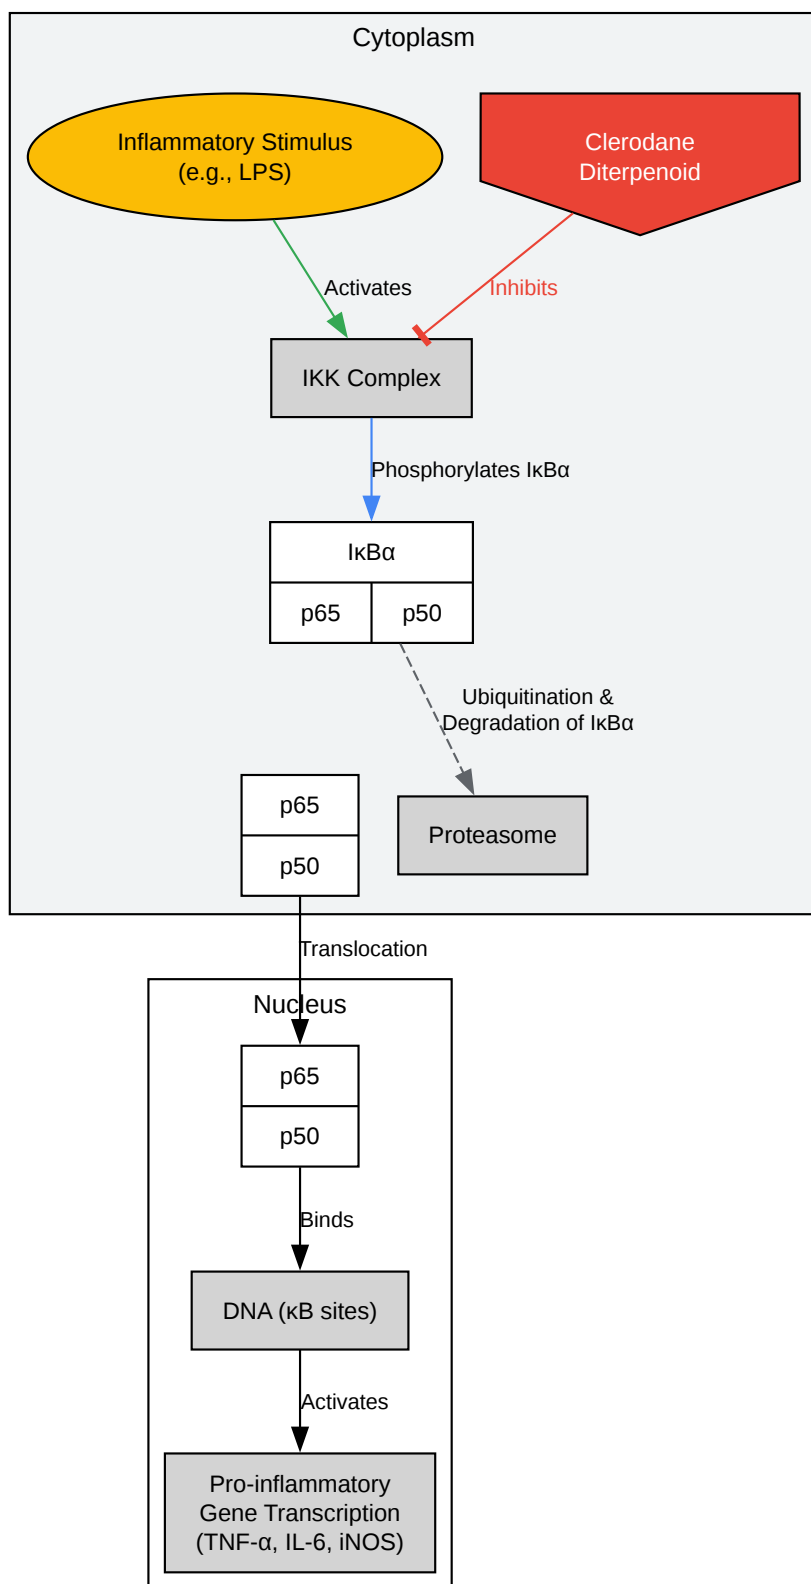 Cytoplasm
Inflammatory Stimulus
(e.g., LPS)
Clerodane
Diterpenoid
Activates
Inhibits
IKK Complex
Phosphorylates IκBα
IκBα
p65
p50
Ubiquitination &
Degradation of IκBα
p65
p50
Proteasome
Translocation
Nucleus
p65
p50
Binds
DNA (κB sites)
Activates
Pro-inflammatory
Gene Transcription
(TNF-α, IL-6, iNOS)